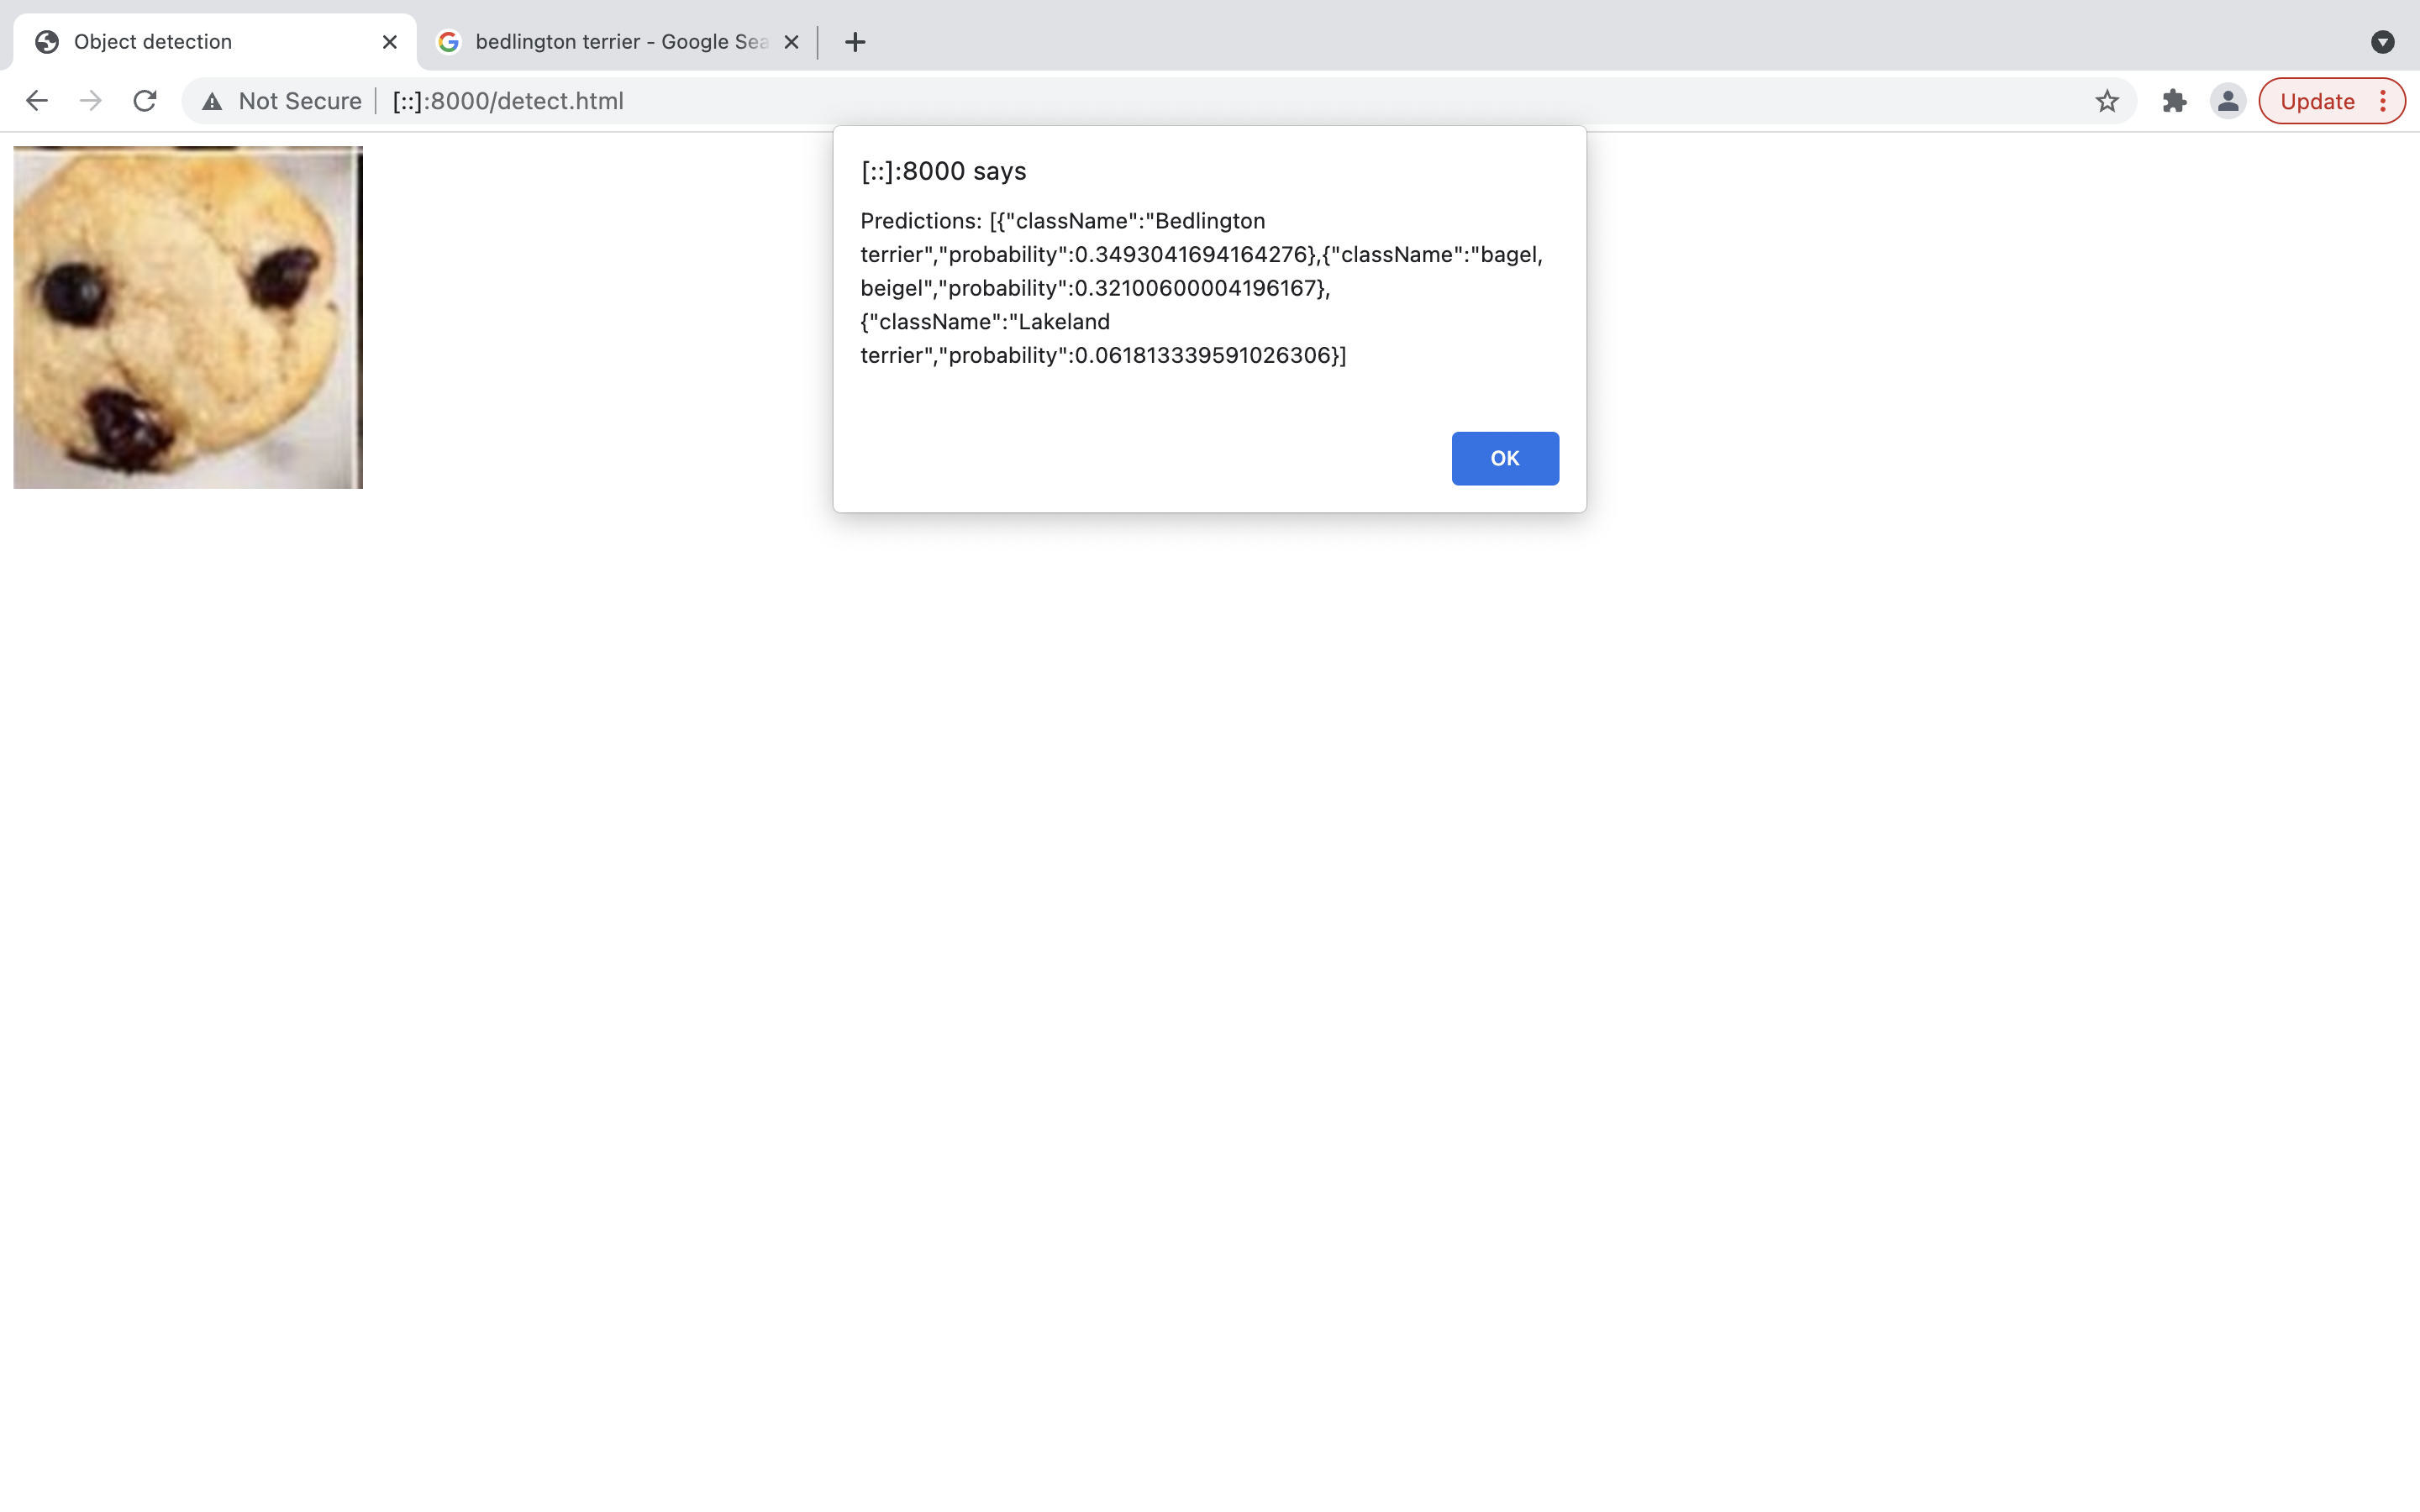 Object detection
bedlington terrier - Google Sea
Not Secure
[::]:8000/detect.html
Update
[::]:8000 says
Predictions: [{"className":"Bedlington
terrier","probability":0.3493041694164276},{"className":"bagel,
beigel","probability":0.32100600004196167},
{"className":"Lakeland
terrier","probability":0.061813339591026306}]
OK